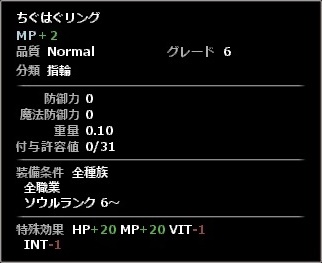 ちぐはぐリング
MP+2
品質 Normal グレード 6
分類 指輪
防御力 0
魔法防御力 0
重量 0.10
付与許容値 0/31
装備条件 全種族
全職業
ソウルランク 6～
特殊効果 HP+20 MP+20 VIT-1
INT-1